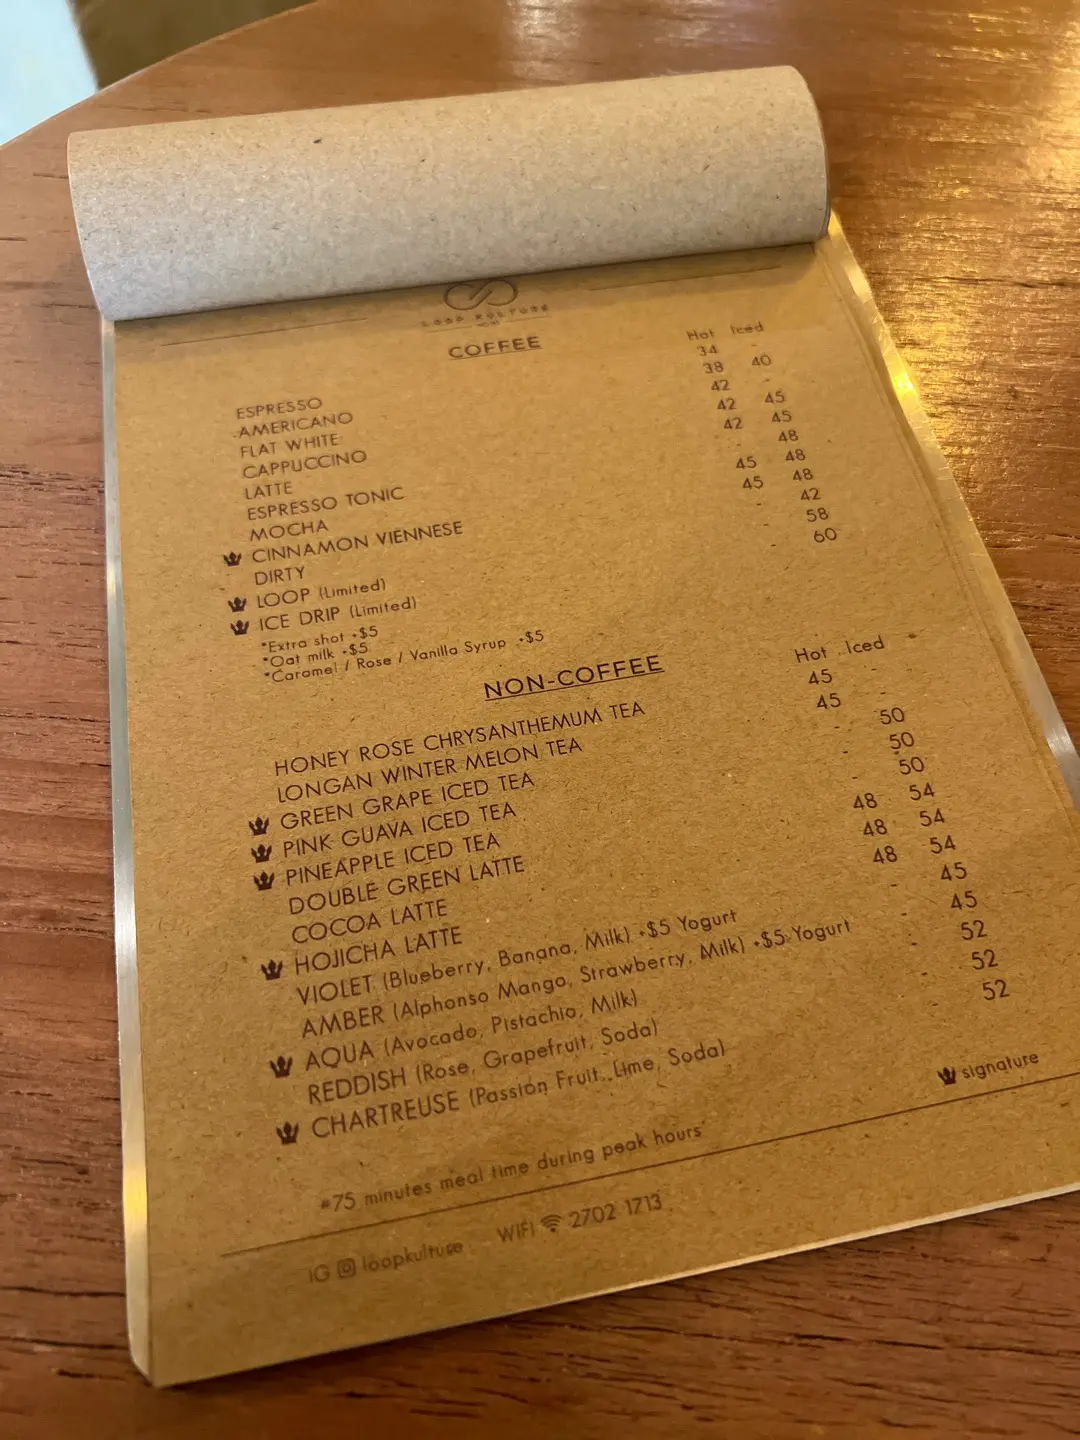 LOOP KULTURE
COFFEE Hot Iced
ESPRESSO 34 -
AMERICANO 38 40
FLAT WHITE 42 -
CAPPUCCINO 42 45
LATTE 42 45
ESPRESSO TONIC - 48
MOCHA 45 48
CINNAMON VIENNESE 45 48
DIRTY - 42
LOOP (Limited) - 58
ICE DRIP (Limited) - 60
*Extra shot +$5
*Oat milk +$5
*Caramel / Rose / Vanilla Syrup +$5
NON-COFFEE Hot Iced
HONEY ROSE CHRYSANTHEMUM TEA 45 -
LONGAN WINTER MELON TEA 45 -
GREEN GRAPE ICED TEA - 50
PINK GUAVA ICED TEA - 50
PINEAPPLE ICED TEA - 50
DOUBLE GREEN LATTE 48 54
COCOA LATTE 48 54
HOJICHA LATTE 48 54
VIOLET (Blueberry, Banana, Milk) +$5 Yogurt - 45
AMBER (Alphonso Mango, Strawberry, Milk) +$5 Yogurt - 45
AQUA (Avocado, Pistachio, Milk) - 52
REDDISH (Rose, Grapefruit, Soda) - 52
CHARTREUSE (Passion Fruit, Lime, Soda) - 52
signature
#75 minutes meal time during peak hours
IG loopkulture WIFI 2702 1713